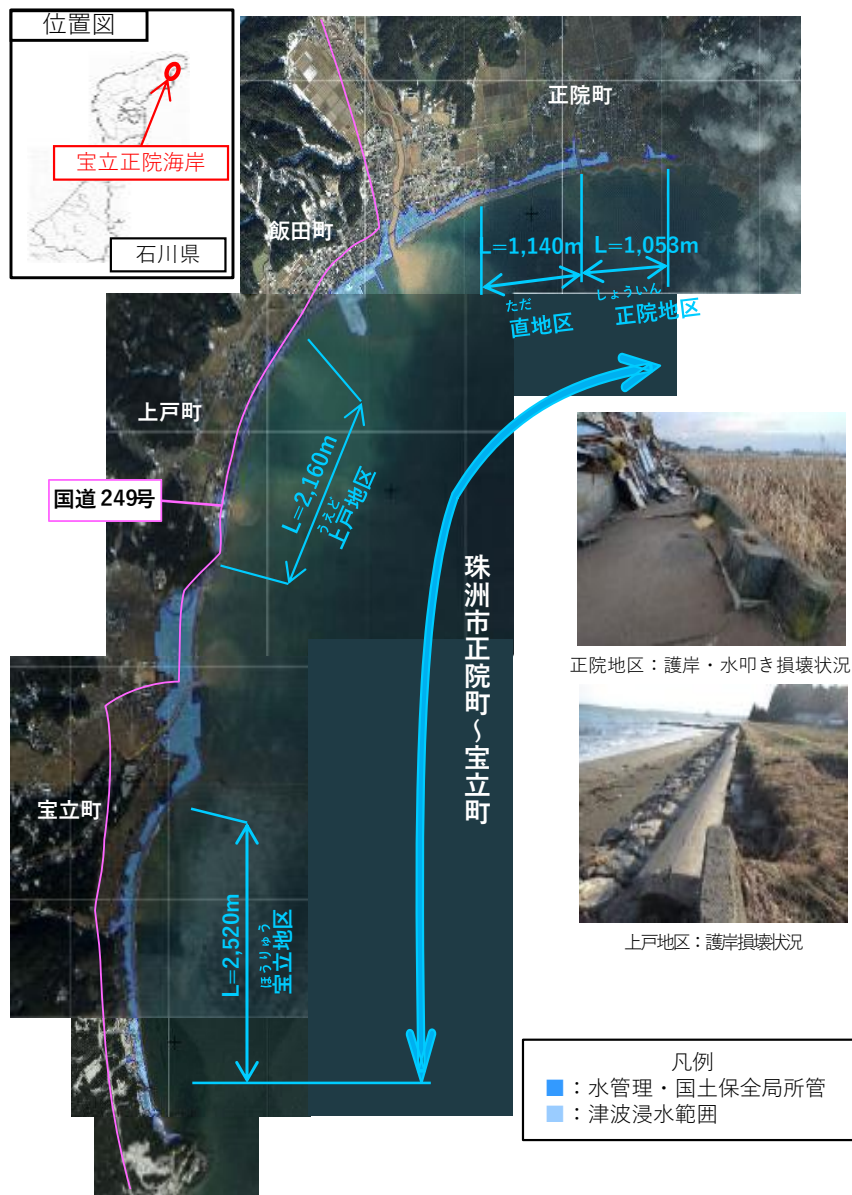 位置図
宝立正院海岸
石川県
正院町
飯田町
L=1,140m
L=1,053m
ただ
直地区
しょういん
正院地区
上戸町
L=2,160m
うえど
上戸地区
国道249号
珠洲市正院町～宝立町
正院地区：護岸・水叩き損壊状況
宝立町
L=2,520m
ほうりゅう
宝立地区
上戸地区：護岸損壊状況
凡例
：水管理・国土保全局所管
：津波浸水範囲